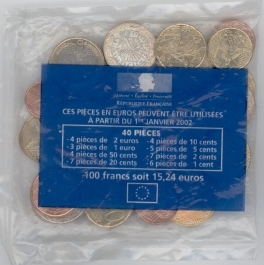 Liberté • Égalité • Fraternité
RÉPUBLIQUE FRANÇAISE
CES PIÈCES EN EUROS PEUVENT ÊTRE UTILISÉES
À PARTIR DU 1ER JANVIER 2002
40 PIÈCES
-4 pièces de 2 euros -4 pièces de 10 cents
-3 pièces de 1 euro -5 pièces de 5 cents
-4 pièces de 50 cents -7 pièces de 2 cents
-7 pièces de 20 cents -6 pièces de 1 cent
100 francs soit 15,24 euros